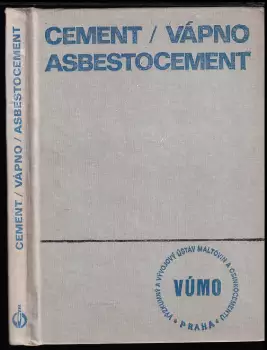 CEMENT / VÁPNO
ASBESTOCEMENT
CEMENT / VÁPNO / ASBESTOCEMENT
VÝZKUMNÝ A VÝVOJOVÝ ÚSTAV MALTOVIN A OSINKOCEMENTU
VÚMO
PRAHA